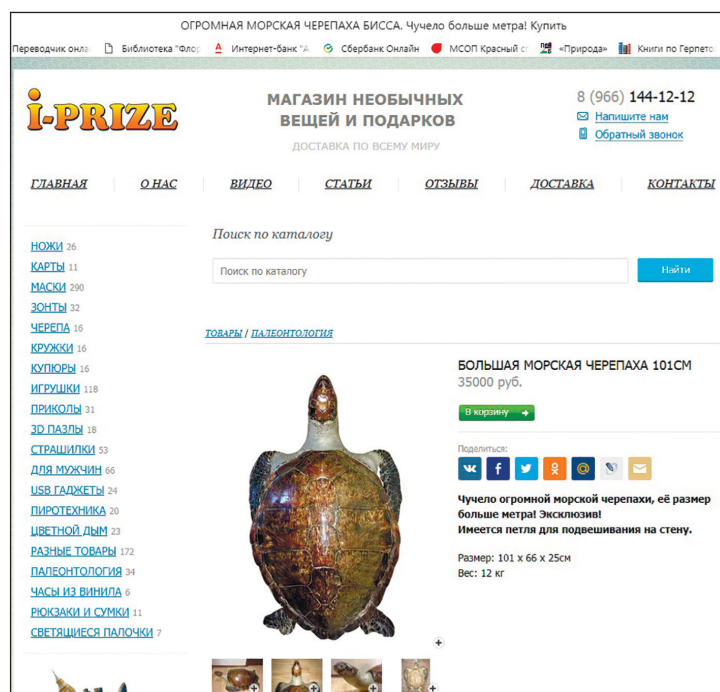 ОГРОМНАЯ МОРСКАЯ ЧЕРЕПАХА БИССА. Чучело больше метра! Купить
Переводчик онла Библиотека "Флор Интернет-банк "А Сбербанк Онлайн МСОП Красный сп «Природа» Книги по Герпето
i-PRIZE
МАГАЗИН НЕОБЫЧНЫХ
ВЕЩЕЙ И ПОДАРКОВ
ДОСТАВКА ПО ВСЕМУ МИРУ
8 (966) 144-12-12
Напишите нам
Обратный звонок
ГЛАВНАЯ О НАС ВИДЕО СТАТЬИ ОТЗЫВЫ ДОСТАВКА КОНТАКТЫ
НОЖИ 26
КАРТЫ 11
МАСКИ 290
ЗОНТЫ 32
ЧЕРЕПА 16
КРУЖКИ 16
КУПЮРЫ 16
ИГРУШКИ 118
ПРИКОЛЫ 31
3D ПАЗЛЫ 18
СТРАШИЛКИ 53
ДЛЯ МУЖЧИН 66
USB ГАДЖЕТЫ 24
ПИРОТЕХНИКА 20
ЦВЕТНОЙ ДЫМ 23
РАЗНЫЕ ТОВАРЫ 172
ПАЛЕОНТОЛОГИЯ 34
ЧАСЫ ИЗ ВИНИЛА 6
РЮКЗАКИ И СУМКИ 11
СВЕТЯЩИЕСЯ ПАЛОЧКИ 7
Поиск по каталогу
Поиск по каталогу Найти
ТОВАРЫ / ПАЛЕОНТОЛОГИЯ
БОЛЬШАЯ МОРСКАЯ ЧЕРЕПАХА 101СМ
35000 руб.
В корзину
Поделиться:
Чучело огромной морской черепахи, её размер
больше метра! Эксклюзив!
Имеется петля для подвешивания на стену.
Размер: 101 х 66 х 25см
Вес: 12 кг